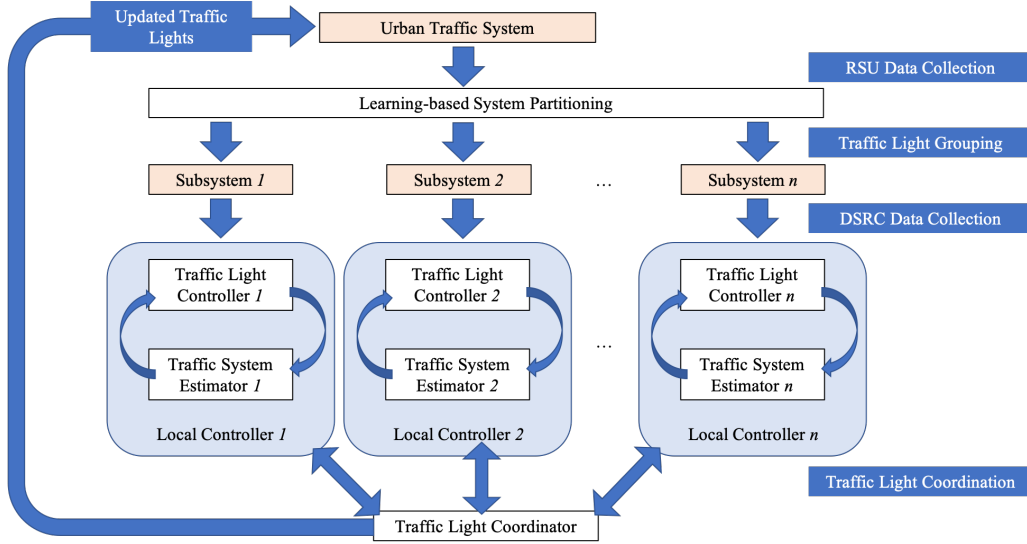 Updated Traffic
Lights
Urban Traffic System
RSU Data Collection
Learning-based System Partitioning
Traffic Light Grouping
Subsystem 1
Subsystem 2
...
Subsystem n
DSRC Data Collection
Traffic Light
Controller 1
Traffic Light
Controller 2
Traffic Light
Controller n
...
Traffic System
Estimator 1
Traffic System
Estimator 2
Traffic System
Estimator n
Local Controller 1
Local Controller 2
Local Controller n
Traffic Light Coordination
Traffic Light Coordinator